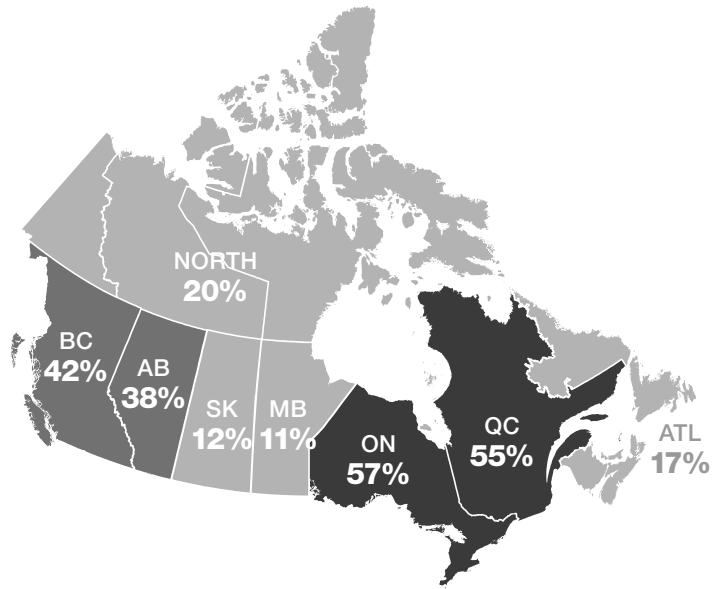 NORTH
20%
BC
42%
AB
38%
SK
12%
MB
11%
ON
57%
QC
55%
ATL
17%